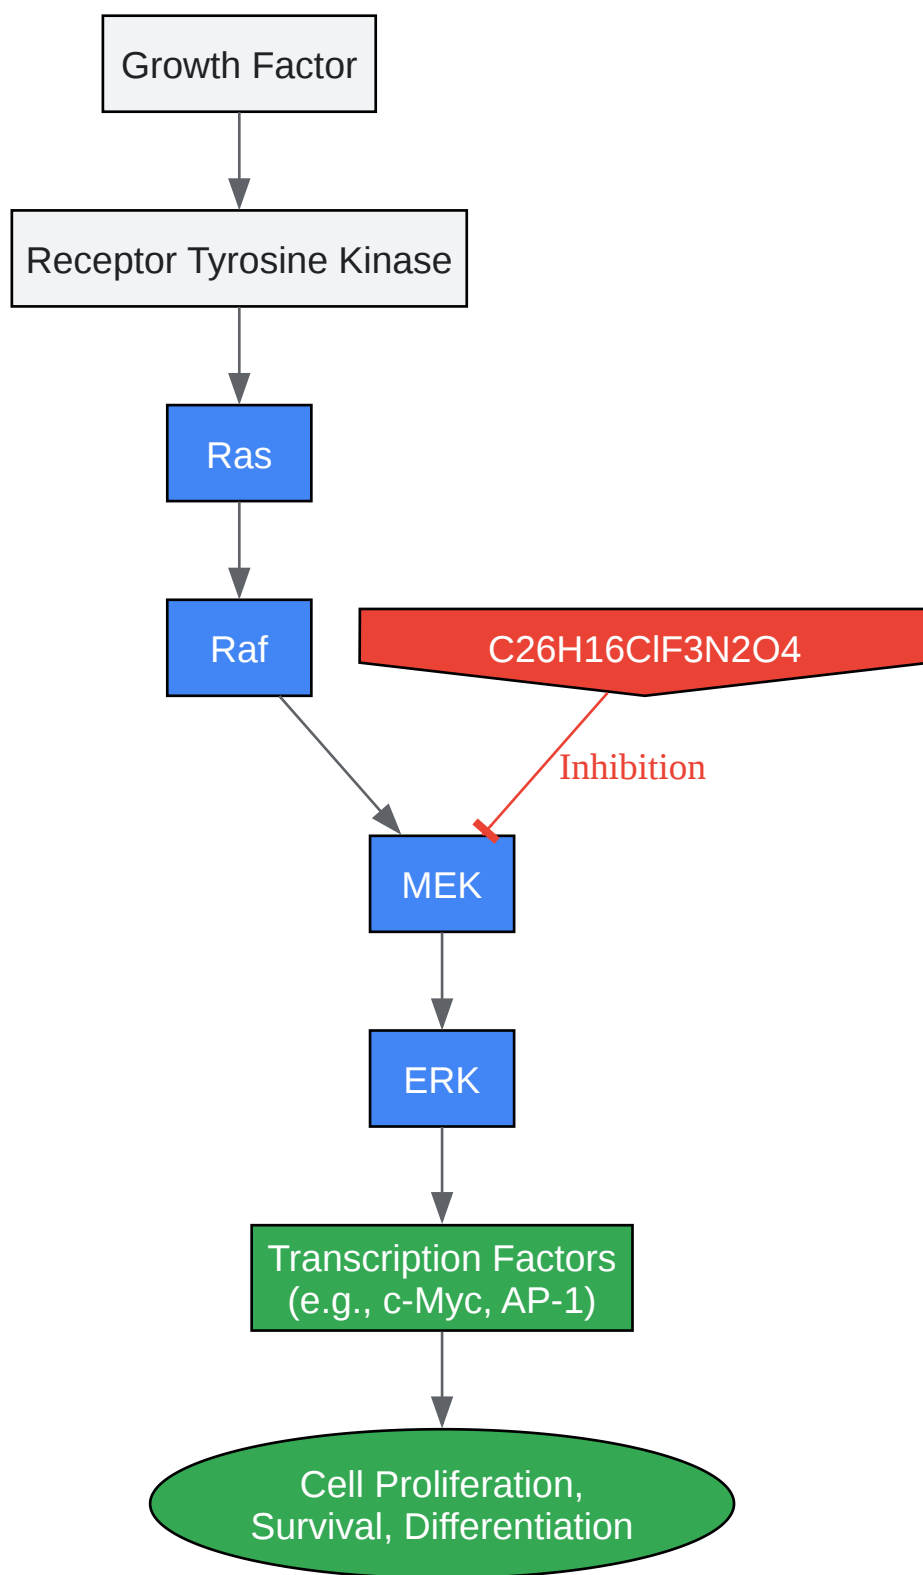 Growth Factor
Receptor Tyrosine Kinase
Ras
Raf
C26H16ClF3N2O4
Inhibition
MEK
ERK
Transcription Factors
(e.g., c-Myc, AP-1)
Cell Proliferation,
Survival, Differentiation